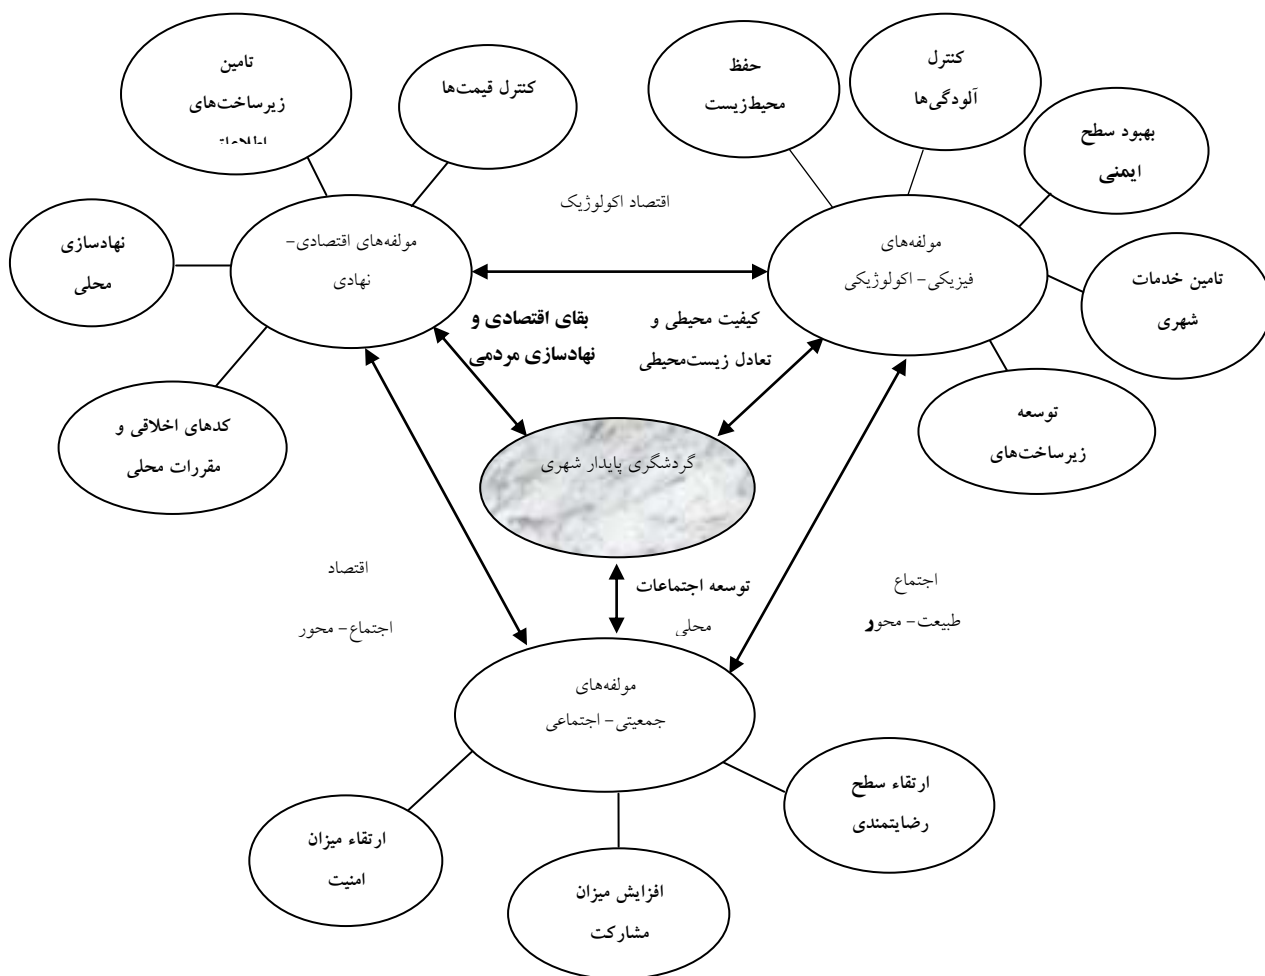 حفظ
محیط‌زیست
کنترل
آلودگی‌ها
تامین
زیرساخت‌های
کنترل قیمت‌ها
بهبود سطح
ایمنی
اقتصاد اکولوژیک
مولفه‌های
فیزیکی- اکولوژیکی
مولفه‌های اقتصادی-
نهادی
نهادسازی
محلی
تامین خدمات
شهری
کیفیت محیطی و
تعادل زیست‌محیطی
بقای اقتصادی و
نهادسازی مردمی
توسعه
زیرساخت‌های
کدهای اخلاقی و
مقررات محلی
گردشگری پایدار شهری
اجتماع
طبیعت- محور
توسعه اجتماعات
محلی
اقتصاد
اجتماع- محور
مولفه‌های
جمعیتی- اجتماعی
ارتقاء سطح
رضایتمندی
افزایش میزان
مشارکت
ارتقاء میزان
امنیت